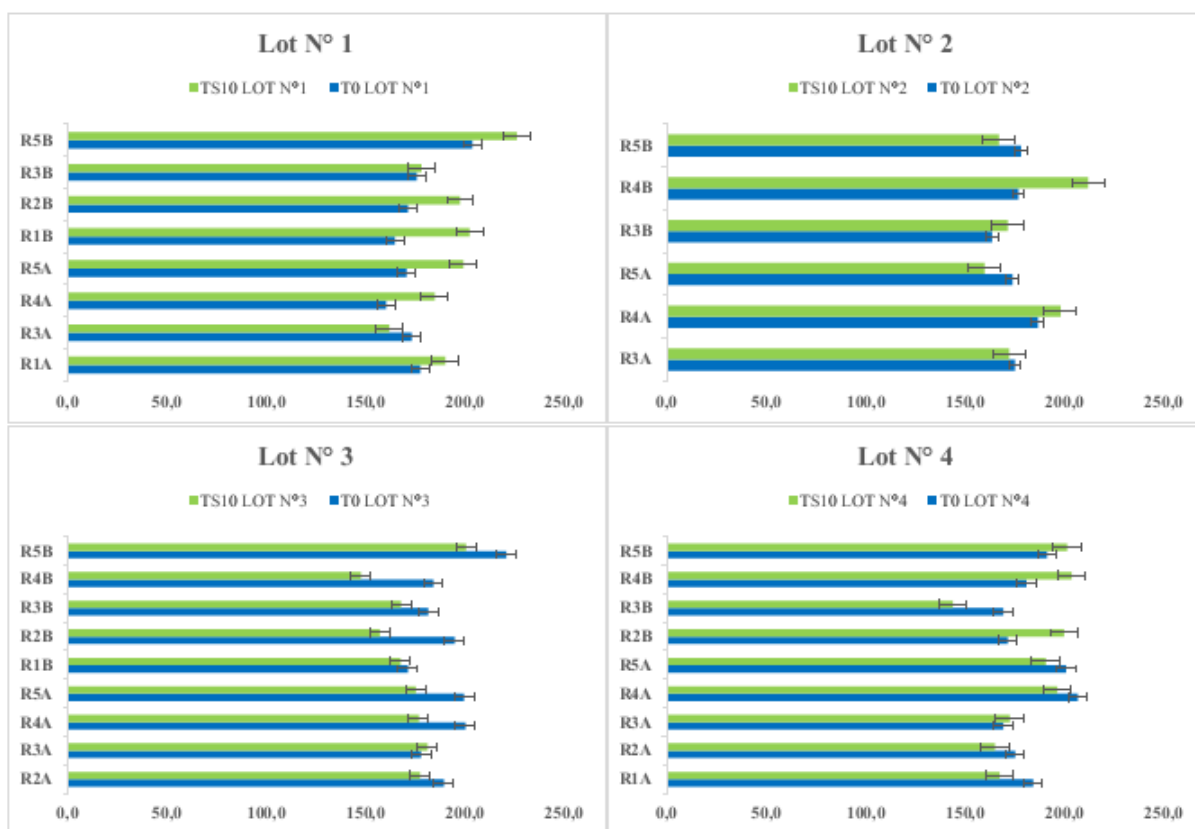 Lot N° 1
TS10 LOT N°1 T0 LOT N°1
R5B
R3B
R2B
R1B
R5A
R4A
R3A
R1A
0,0 50,0 100,0 150,0 200,0 250,0
Lot N° 2
TS10 LOT N°2 T0 LOT N°2
R5B
R4B
R3B
R5A
R4A
R3A
0,0 50,0 100,0 150,0 200,0 250,0
Lot N° 3
TS10 LOT N°3 T0 LOT N°3
R5B
R4B
R3B
R2B
R1B
R5A
R4A
R3A
R2A
0,0 50,0 100,0 150,0 200,0 250,0
Lot N° 4
TS10 LOT N°4 T0 LOT N°4
R5B
R4B
R3B
R2B
R5A
R4A
R3A
R2A
R1A
0,0 50,0 100,0 150,0 200,0 250,0